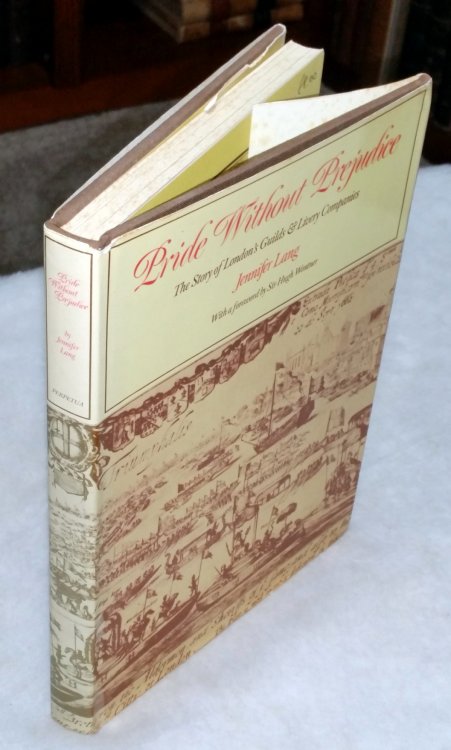 Pride Without Prejudice
The Story of London's Guilds & Livery Companies
Jennifer Lang
With a foreword by Sir Hugh Wontner
Pride
Without
Prejudice
by
Jennifer
Lang
PERPETUA